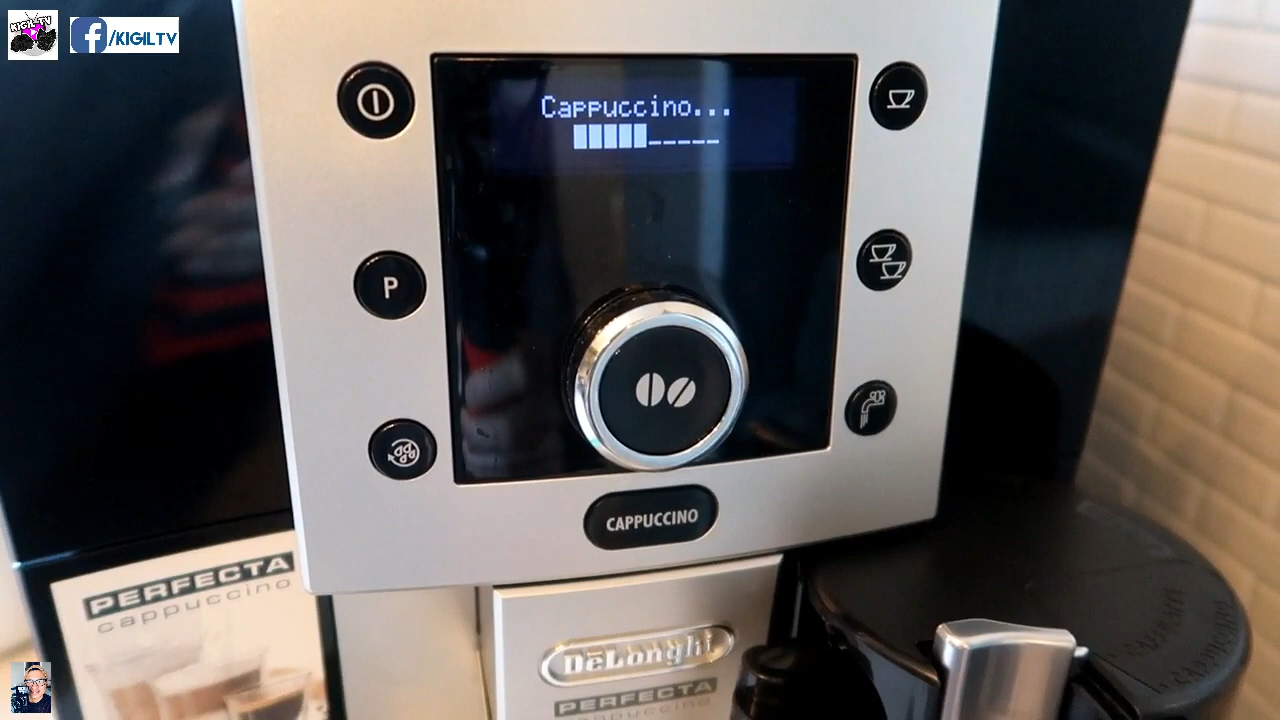 KIGIL TV
f/KIGILTV
Cappuccino...
P
CAPPUCCINO
PERFECTA
cappuccino
DeLonghi
PERFECTA